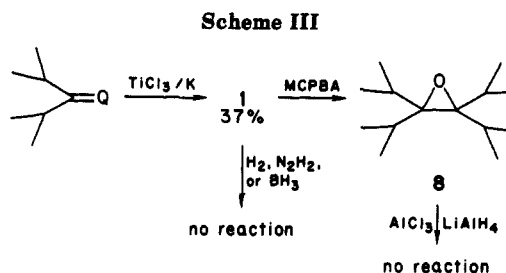 Scheme III
Q
TiCl₃/K
1
37%
MCPBA
O
8
H₂, N₂H₂,
or BH₃
no reaction
AlCl₃ LiAlH₄
no reaction